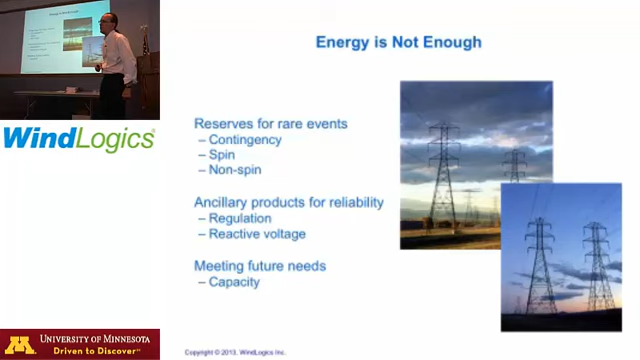 Energy is Not Enough
Reserves for rare events
– Contingency
– Spin
– Non-spin
Ancillary products for reliability
– Regulation
– Reactive voltage
Meeting future needs
– Capacity
Copyright © 2013, WindLogics Inc.
WindLogics®
M
UNIVERSITY OF MINNESOTA
Driven to Discover℠